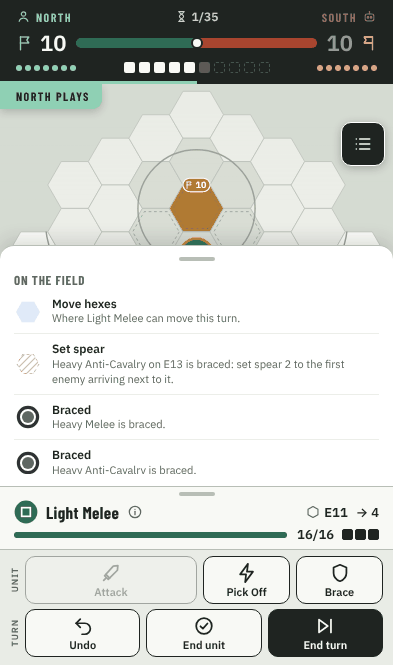 NORTH
1/35
SOUTH
10
10
NORTH PLAYS
10
ON THE FIELD
Move hexes
Where Light Melee can move this turn.
Set spear
Heavy Anti-Cavalry on E13 is braced: set spear 2 to the first
enemy arriving next to it.
Braced
Heavy Melee is braced.
Braced
Heavy Anti-Cavalry is braced.
Light Melee
E11 → 4
16/16
UNIT
Attack
Pick Off
Brace
TURN
Undo
End unit
End turn